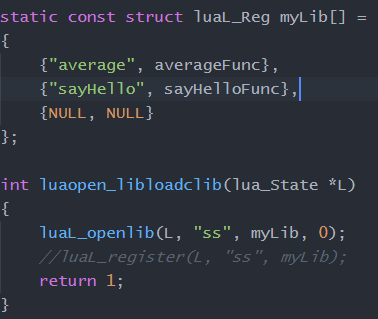 static const struct luaL_Reg myLib[] =
{
    {"average", averageFunc},
    {"sayHello", sayHelloFunc},
    {NULL, NULL}
};

int luaopen_libloadclib(lua_State *L)
{
    luaL_openlib(L, "ss", myLib, 0);
    //luaL_register(L, "ss", myLib);
    return 1;
}